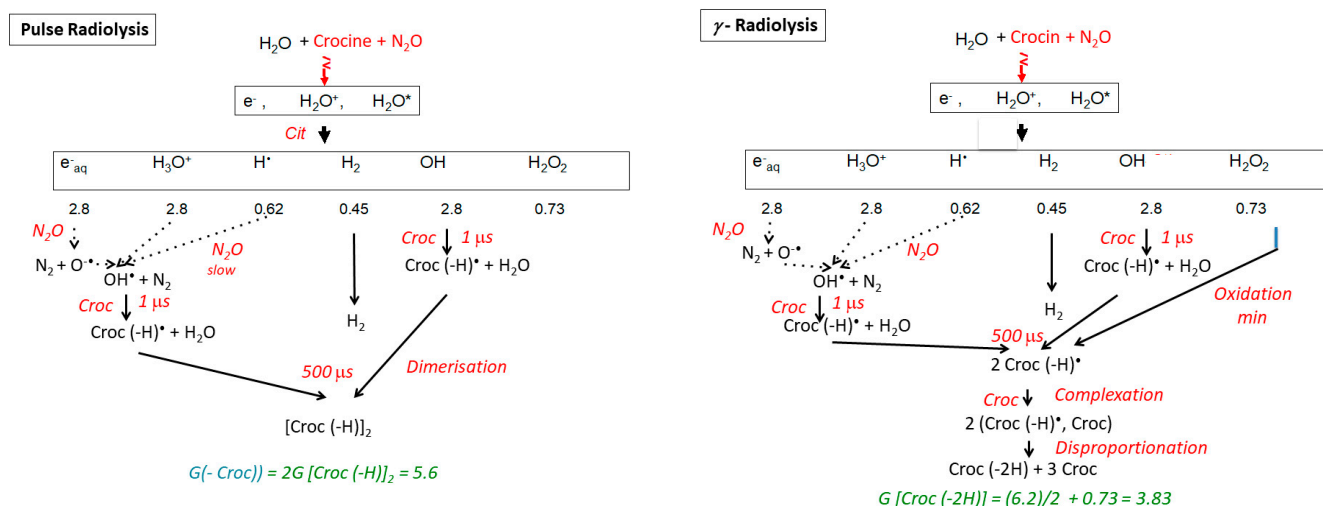 Pulse Radiolysis
H₂O + Crocine + N₂O
e⁻ , H₂O⁺, H₂O*
Cit
e⁻aq H₃O⁺ H• H₂ OH H₂O₂
2.8 2.8 0.62 0.45 2.8 0.73
N₂O
N₂O
slow
Croc 1 μs
N₂ + O⁻•
OH• + N₂
Croc (-H)• + H₂O
Croc 1 μs
H₂
Croc (-H)• + H₂O
500 μs
Dimerisation
[Croc (-H)]₂
G(- Croc)) = 2G [Croc (-H)]₂ = 5.6
γ- Radiolysis
H₂O + Crocin + N₂O
e⁻ , H₂O⁺, H₂O*
e⁻aq H₃O⁺ H• H₂ OH H₂O₂
2.8 2.8 0.62 0.45 2.8 0.73
N₂O
N₂O
Croc 1 μs
N₂ + O⁻•
OH• + N₂
Croc (-H)• + H₂O
Croc 1 μs
Oxidation
min
H₂
Croc (-H)• + H₂O
500 μs
2 Croc (-H)•
Croc Complexation
2 (Croc (-H)•, Croc)
Disproportionation
Croc (-2H) + 3 Croc
G [Croc (-2H)] = (6.2)/2 + 0.73 = 3.83